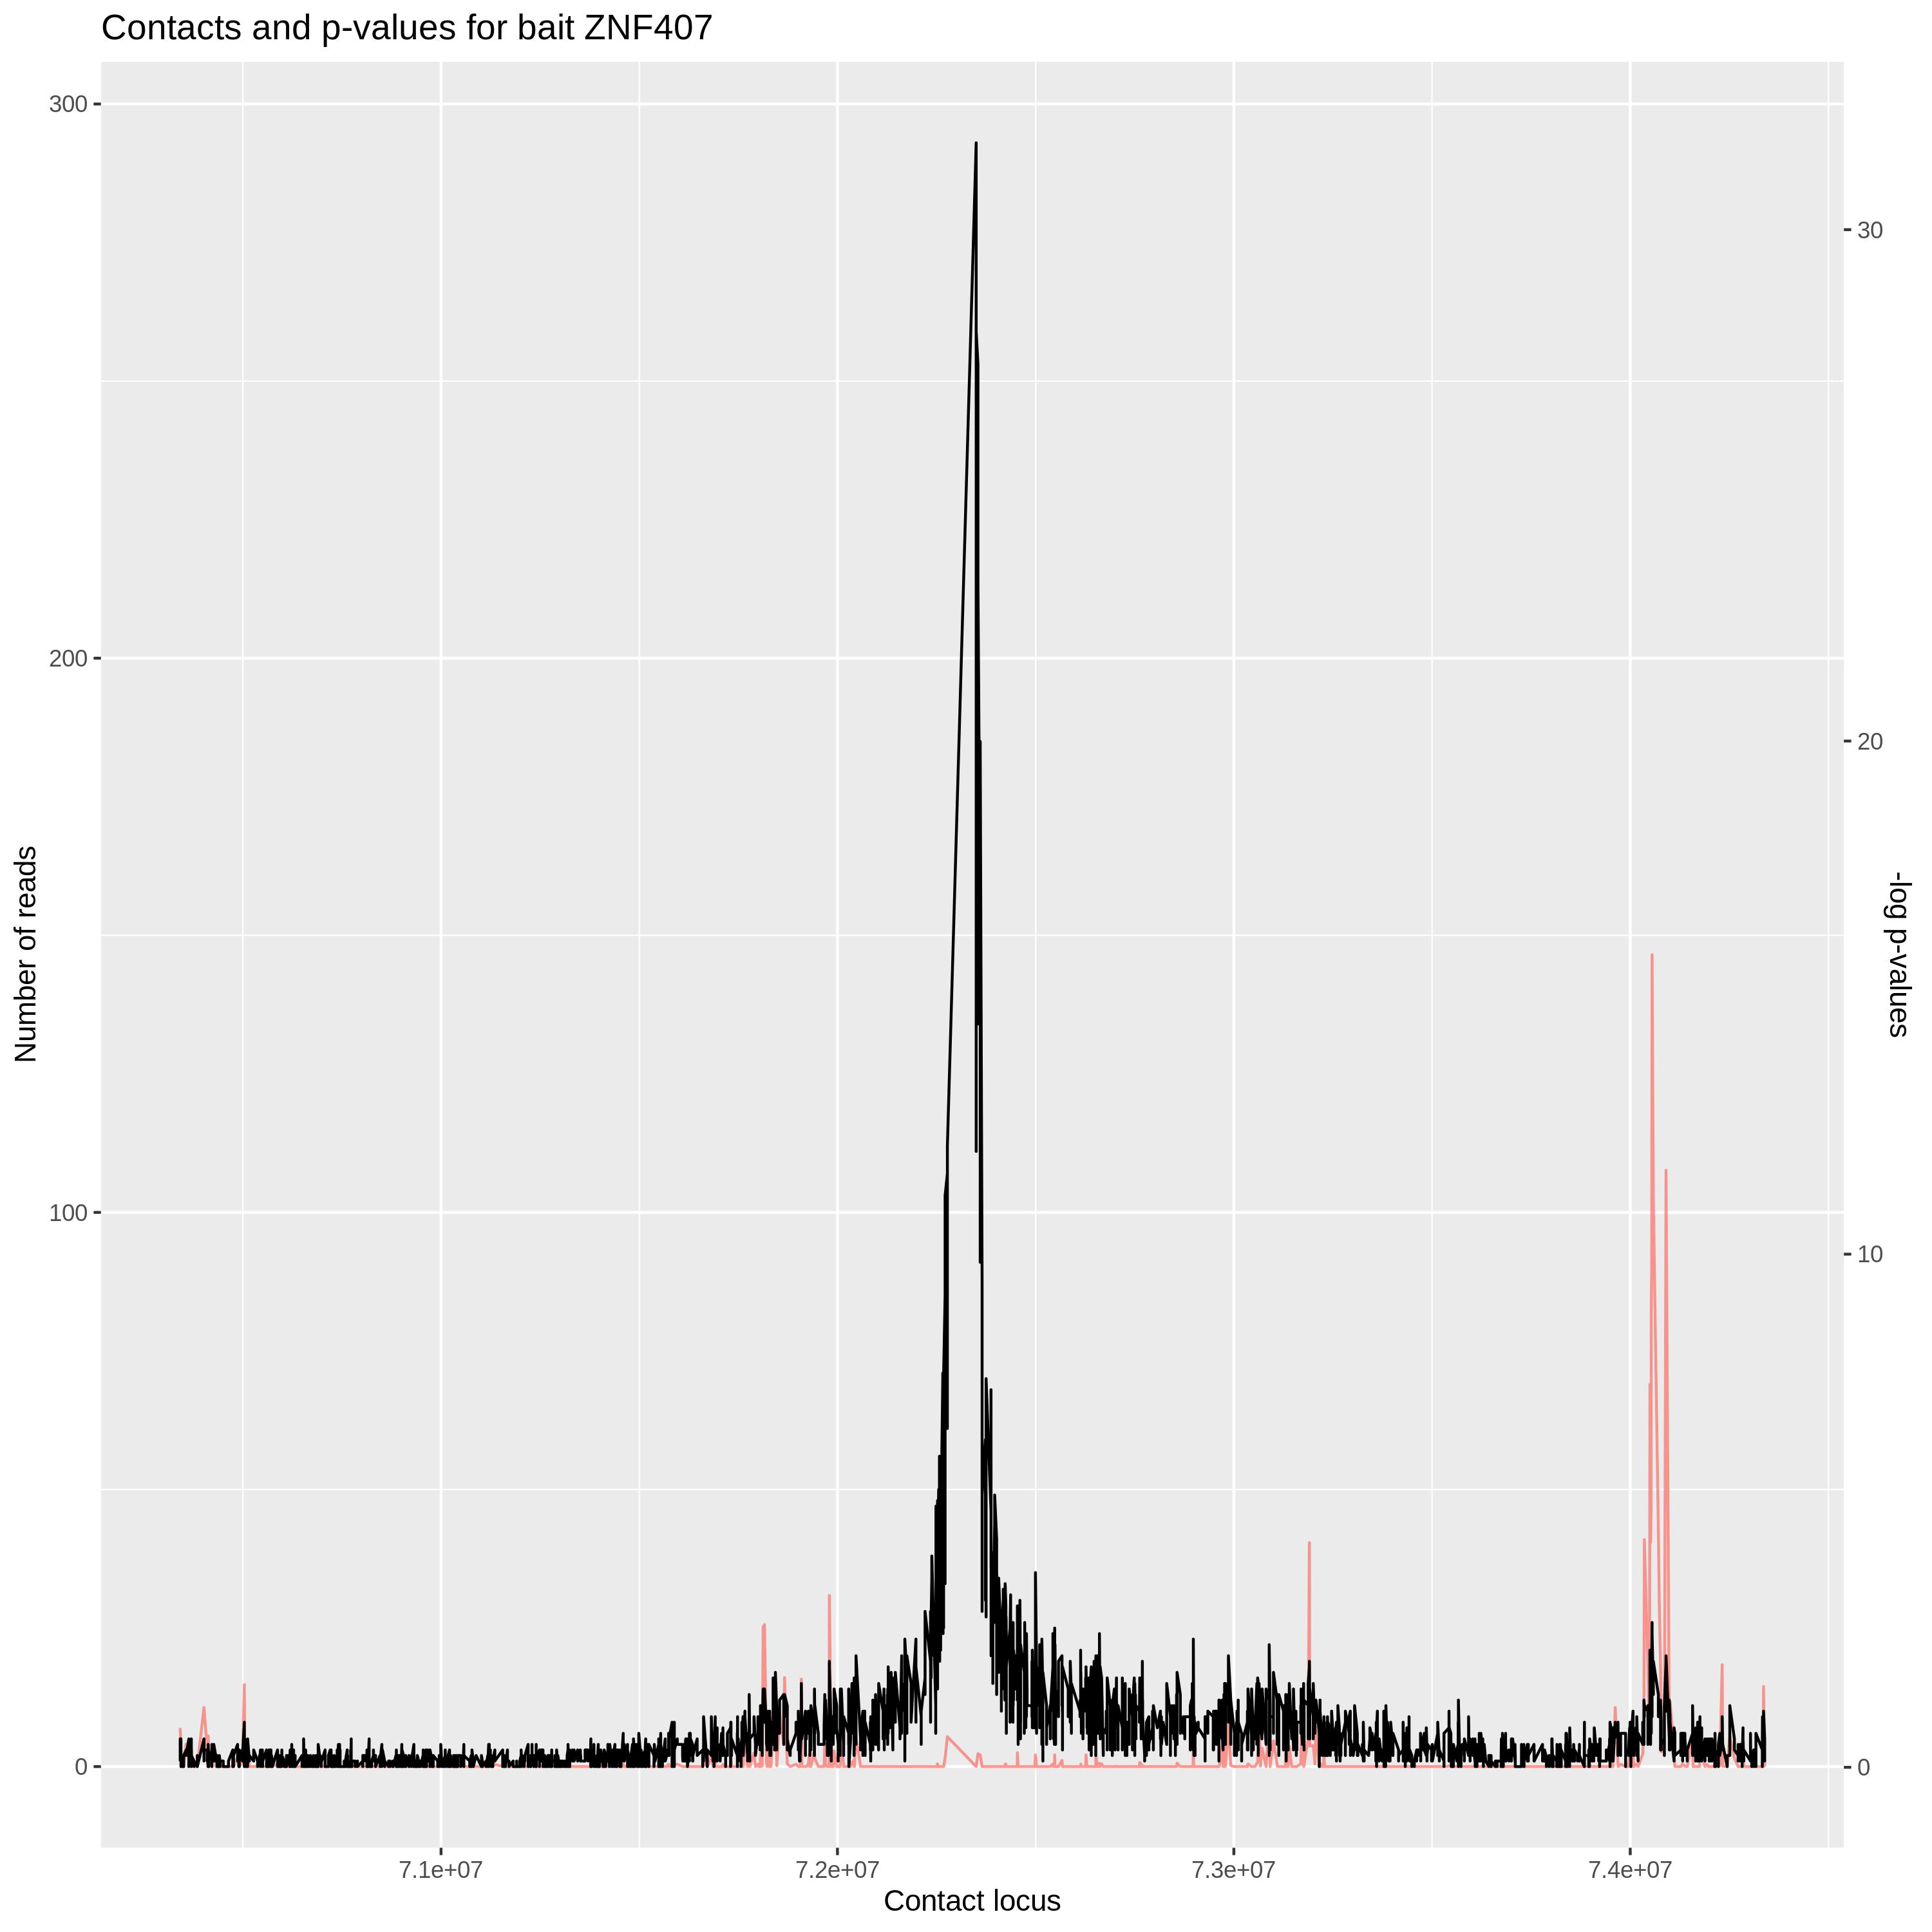 Contacts and p-values for bait ZNF407
300
200
100
0
30
20
10
0
Number of reads
-log p-values
7.1e+07 7.2e+07 7.3e+07 7.4e+07
Contact locus